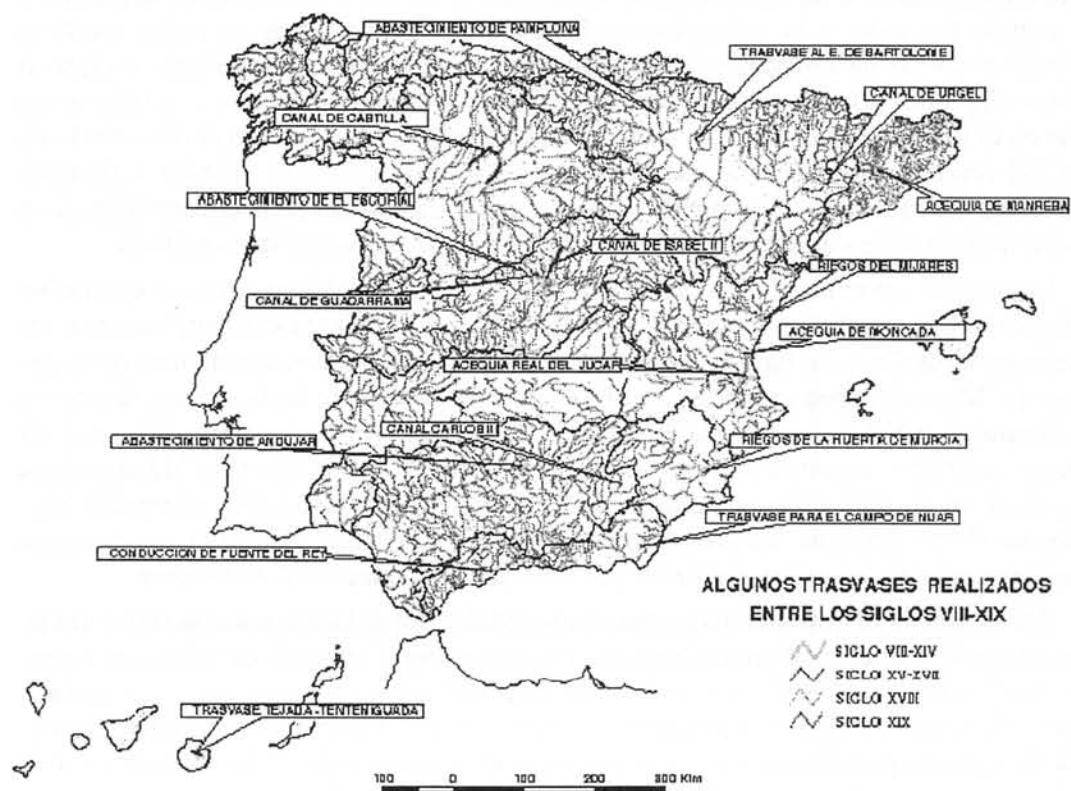 ABASTECIMIENTO DE PAMPLONA
TRASVASE AL E. DE BARTOLOME
CANAL DE URGEL
CANAL DE CASTILLA
ABASTECIMIENTO DE EL ESCORIAL
ACEQUIA DE MANRESA
CANAL DE ISABEL II
RIEGOS DEL MIJARES
CANAL DE GUADARRAMA
ACEQUIA DE MONCADA
ACEQUIA REAL DEL JUCAR
CANAL CARLOS III
ABASTECIMIENTO DE ANDUJAR
RIEGOS DE LA HUERTA DE MURCIA
TRASVASE PARA EL CAMPO DE NIJAR
CONDUCCION DE FUENTE DEL REY
ALGUNOS TRASVASES REALIZADOS
ENTRE LOS SIGLOS VIII-XIX
SIGLO VIII-XIV
SIGLO XV-XVII
SIGLO XVIII
SIGLO XIX
TRASVASE TEJADA-TENTENIGUADA
100 0 100 200 300 Klm